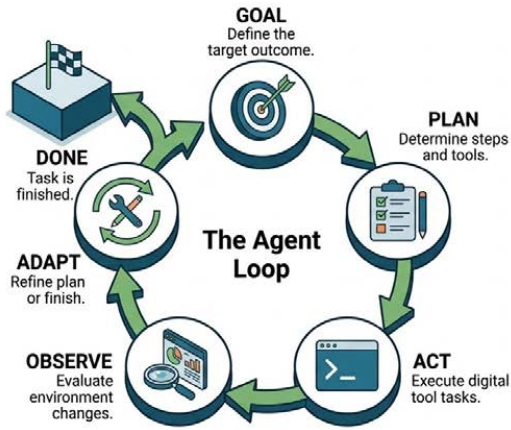 GOAL
Define the
target outcome.
PLAN
Determine steps
and tools.
ACT
Execute digital
tool tasks.
OBSERVE
Evaluate
environment
changes.
ADAPT
Refine plan
or finish.
DONE
Task is
finished.
The Agent
Loop
>_